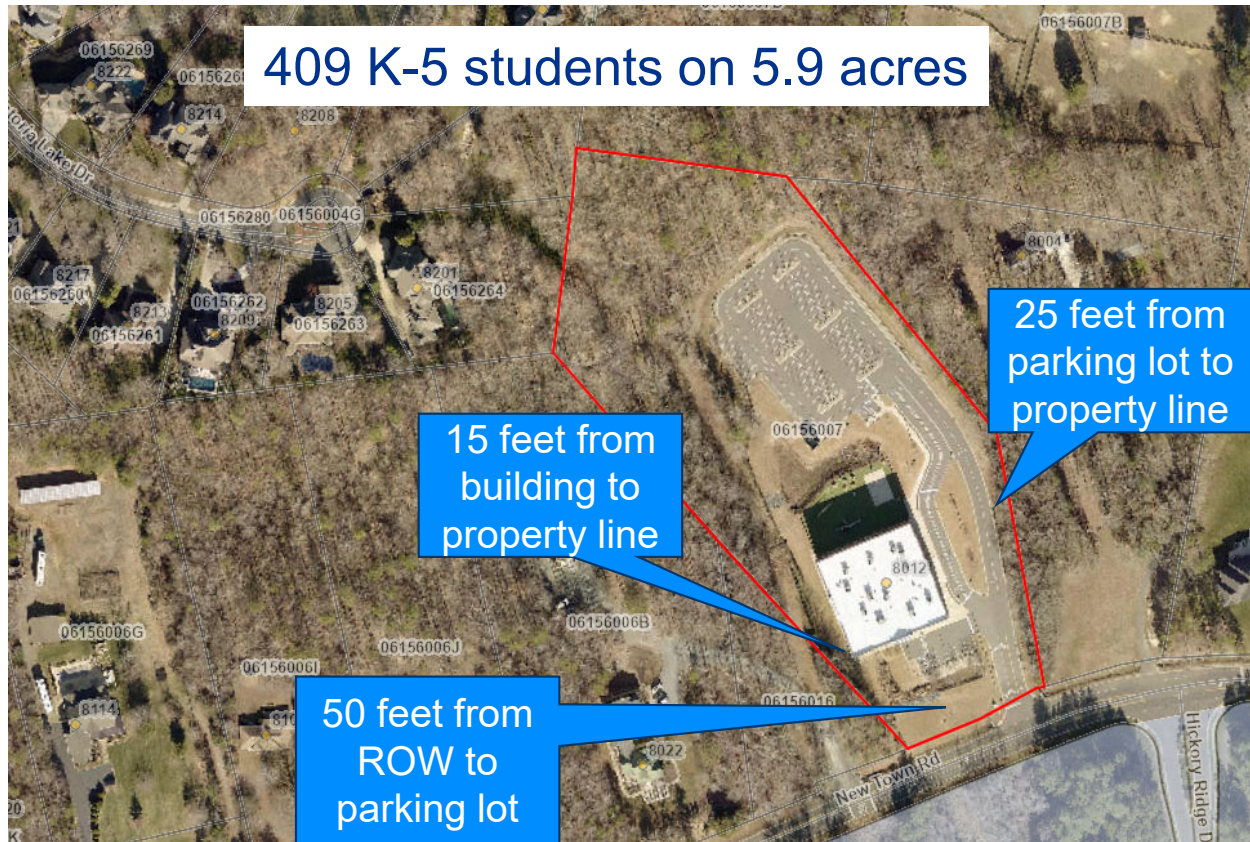 409 K-5 students on 5.9 acres
06156007B
06156269
8222
8214
8208
Lake Dr
06156280
06156004G
8217
06156260
8213
06156261
06156262
8209
8205
06156263
8201
06156264
8004
25 feet from
parking lot to
property line
06156007
15 feet from
building to
property line
8012
06156006G
06156006I
06156006J
06156006B
06156016
8114
8022
50 feet from
ROW to
parking lot
New Town Rd
Hickory Ridge D
20